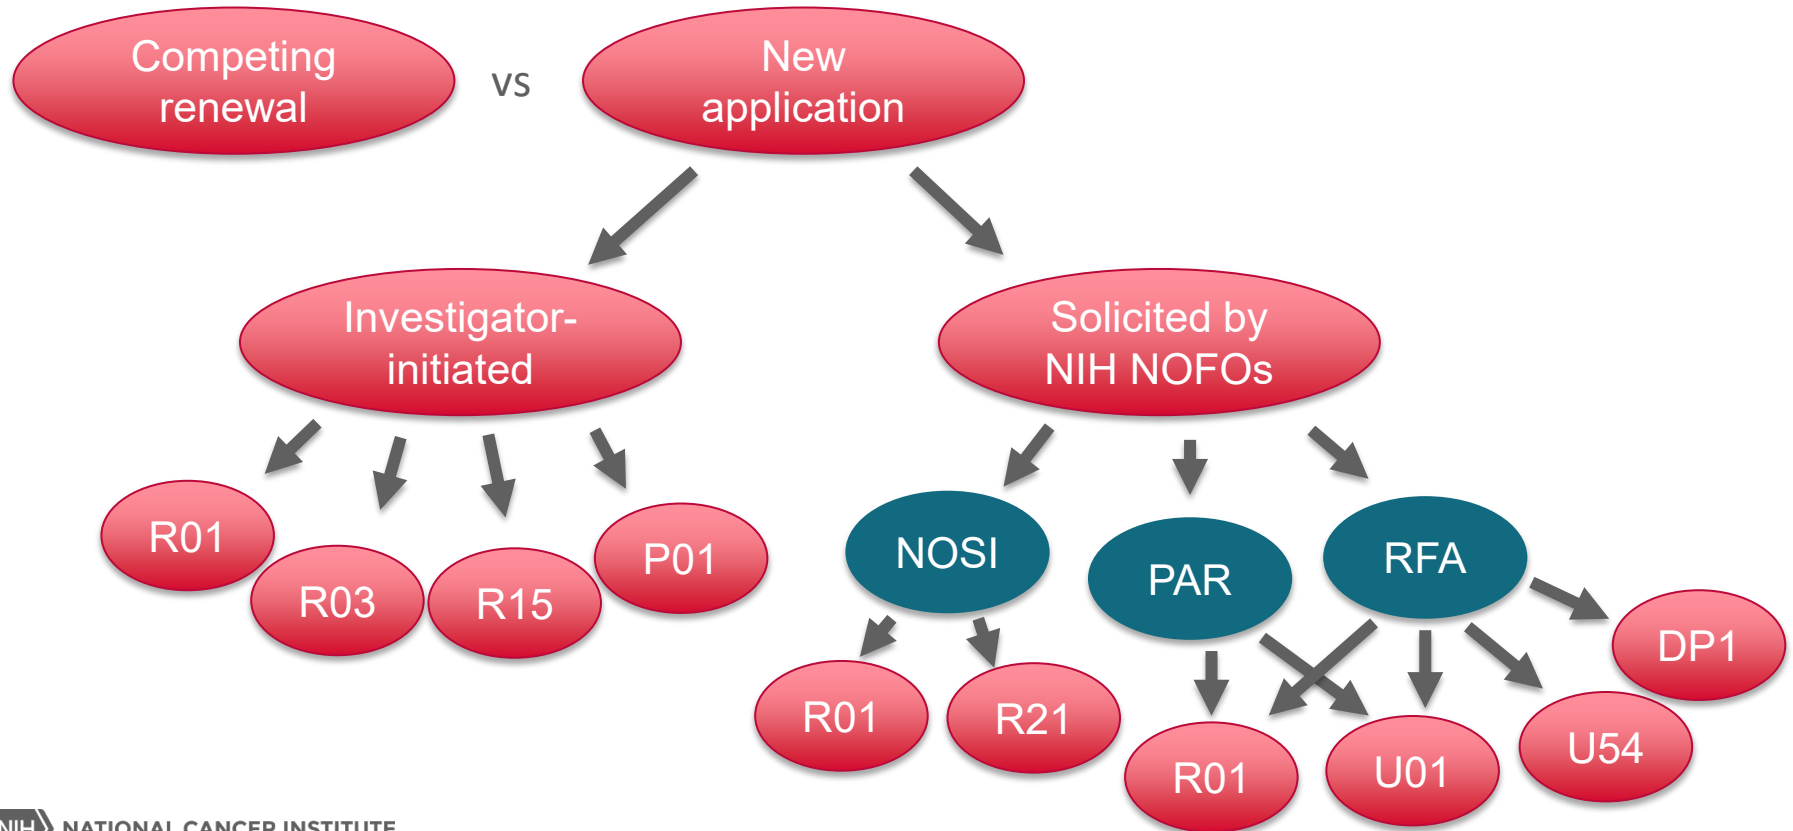 Competing
renewal
vs
New
application
Investigator-
initiated
Solicited by
NIH NOFOs
R01
R03
R15
P01
NOSI
PAR
RFA
DP1
R01
R21
R01
U01
U54
NIH NATIONAL CANCER INSTITUTE